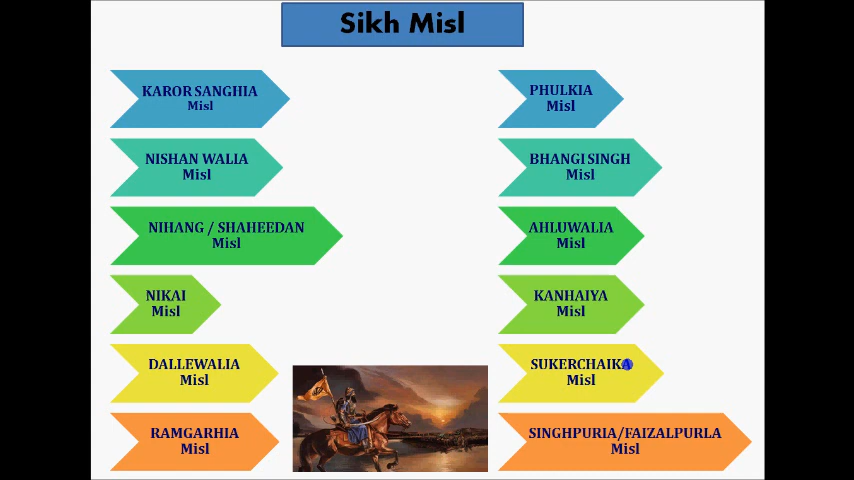 Sikh Misl
KAROR SANGHIA
Misl
NISHAN WALIA
Misl
NIHANG / SHAHEEDAN
Misl
NIKAI
Misl
DALLEWALIA
Misl
RAMGARHIA
Misl
PHULKIA
Misl
BHANGI SINGH
Misl
AHLUWALIA
Misl
KANHAIYA
Misl
SUKERCHAIKA
Misl
SINGHPURIA/FAIZALPURLA
Misl